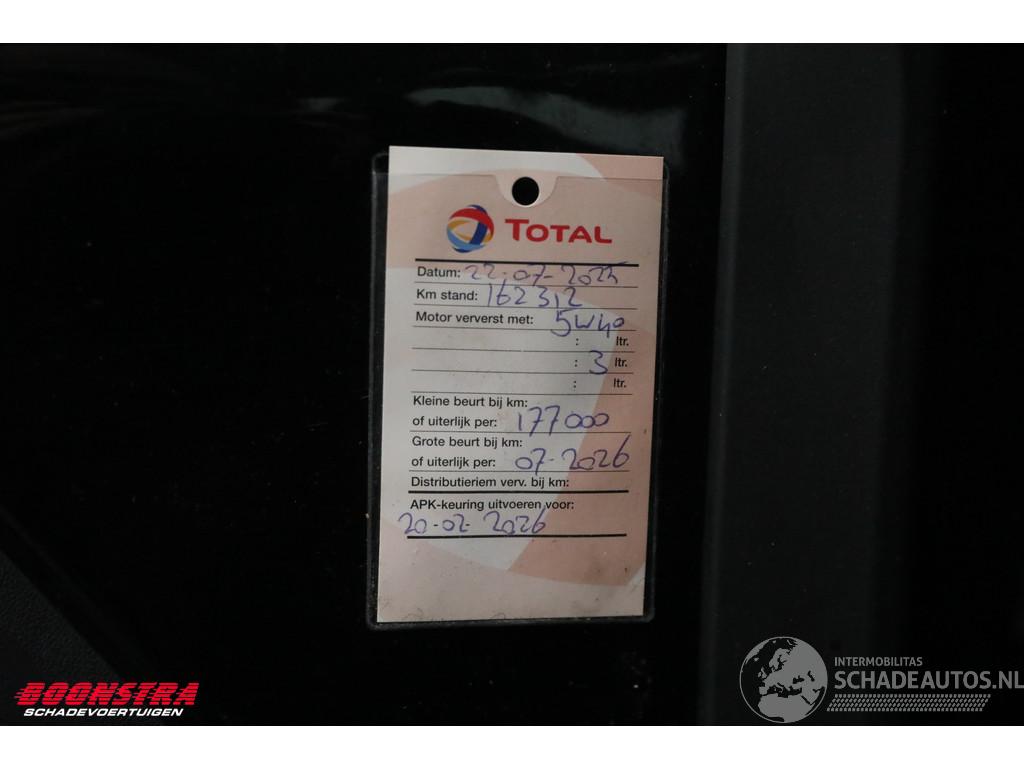 TOTAL
Datum: 22-07-2025
Km stand: 162312
Motor ververst met: 5W40
: ltr.
: 3 ltr.
: ltr.
Kleine beurt bij km:
of uiterlijk per: 177000
Grote beurt bij km:
of uiterlijk per: 07-2026
Distributieriem verv. bij km:
APK-keuring uitvoeren voor:
20-02-2026
BOONSTRA
SCHADEVOERTUIGEN
INTERMOBILITAS
SCHADEAUTOS.NL